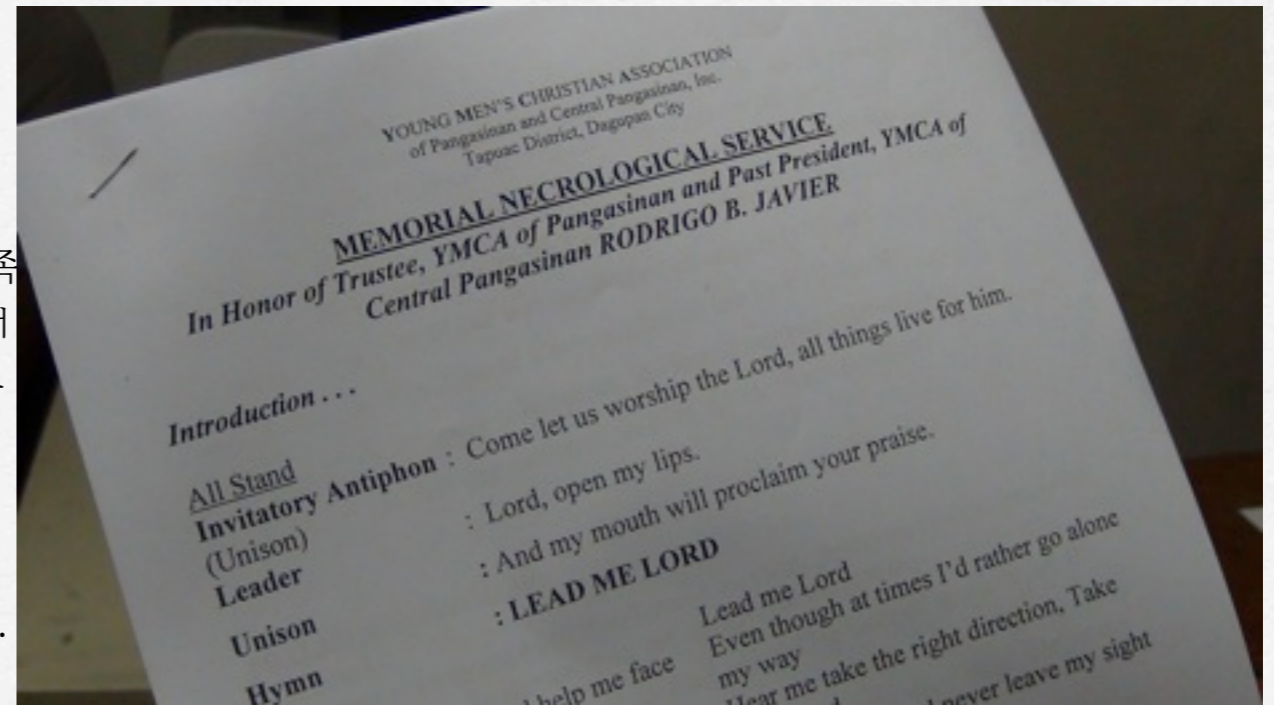 YOUNG MEN'S CHRISTIAN ASSOCIATION
of Pangasinan and Central Pangasinan, Inc.
Tapuac District, Dagupan City
MEMORIAL NECROLOGICAL SERVICE
In Honor of Trustee, YMCA of Pangasinan and Past President, YMCA of
Central Pangasinan RODRIGO B. JAVIER
Introduction . . .
All Stand
Invitatory Antiphon : Come let us worship the Lord, all things live for him.
(Unison)
Leader : Lord, open my lips.
Unison : And my mouth will proclaim your praise.
Hymn : LEAD ME LORD
help me face
Lead me Lord
Even though at times I'd rather go alone
my way
Hear me take the right direction, Take
never leave my sight